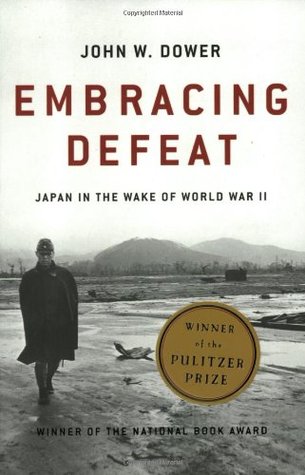 Copyrighted Material
JOHN W. DOWER
EMBRACING
DEFEAT
JAPAN IN THE WAKE OF WORLD WAR II
WINNER
of the
PULITZER
PRIZE
WINNER OF THE NATIONAL BOOK AWARD